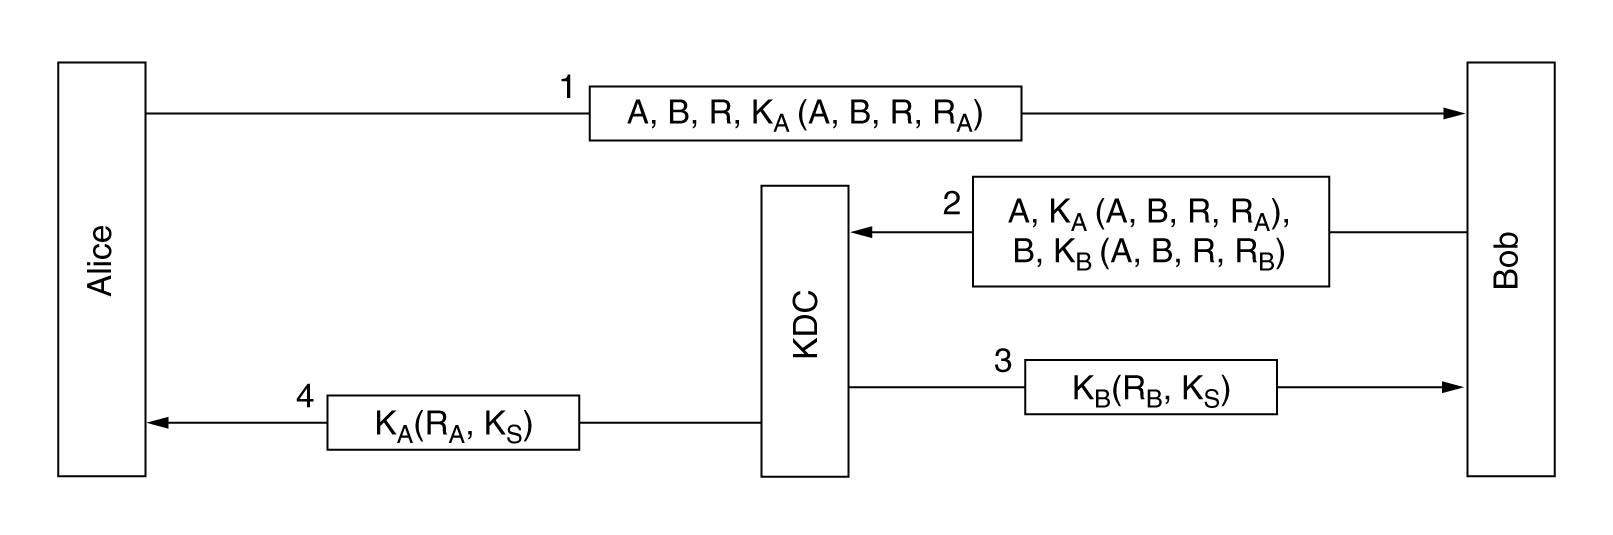 1
A, B, R, K_A (A, B, R, R_A)
2
A, K_A (A, B, R, R_A),
B, K_B (A, B, R, R_B)
Alice
KDC
Bob
3
K_B(R_B, K_S)
4
K_A(R_A, K_S)